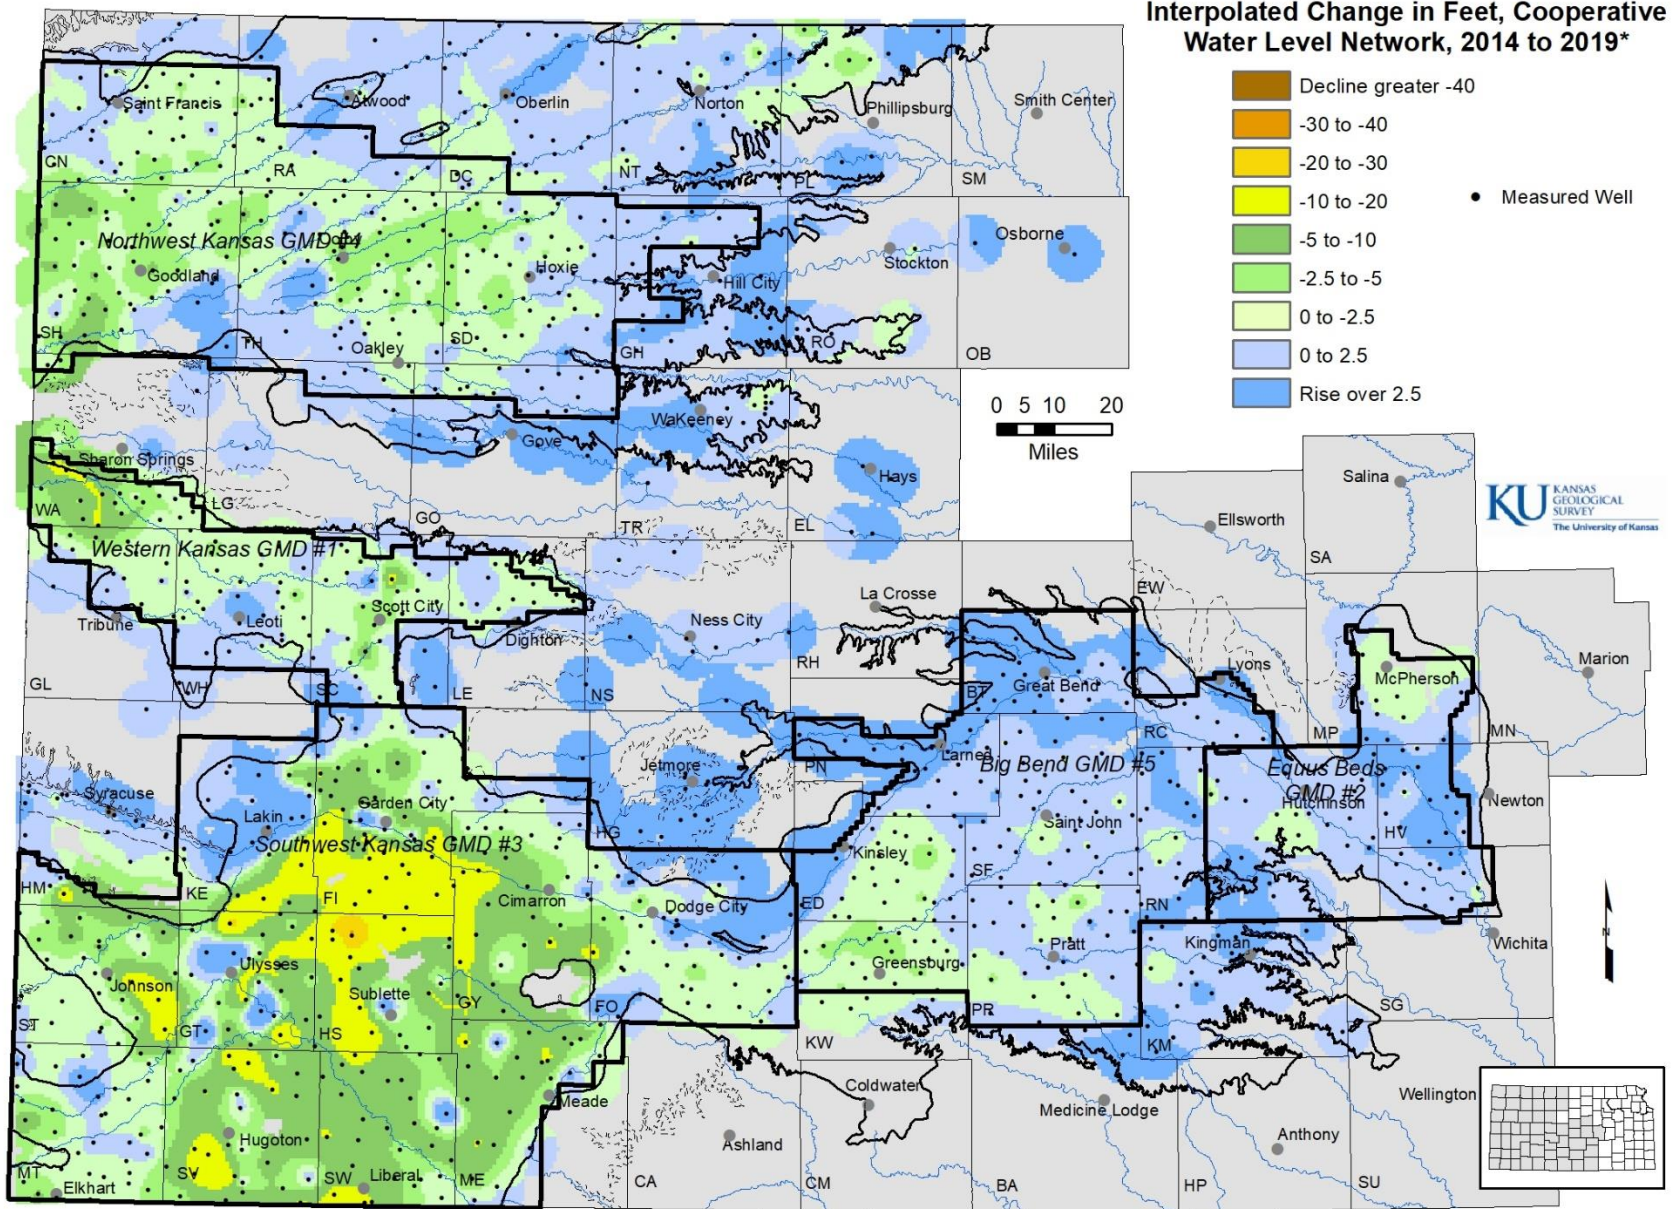 Interpolated Change in Feet, Cooperative
Water Level Network, 2014 to 2019*
Decline greater -40
-30 to -40
-20 to -30
-10 to -20
-5 to -10
-2.5 to -5
0 to -2.5
0 to 2.5
Rise over 2.5
Measured Well
0 5 10 20
Miles
KU KANSAS
GEOLOGICAL
SURVEY
The University of Kansas
N
Saint Francis
Atwood
Oberlin
Norton
Phillipsburg
Smith Center
CN
RA
DC
NT
PL
SM
Northwest Kansas GMD #4
Goodland
Hoxie
Hill City
Stockton
Osborne
SH
TH
Oakley
SD
GH
RO
OB
Sharon Springs
Gove
WaKeeney
Hays
WA
LG
GO
TR
EL
Western Kansas GMD #1
Tribune
Leoti
Scott City
Dighton
Ness City
La Crosse
GL
WH
SC
LE
NS
RH
BT
Great Bend
EW
Ellsworth
Salina
SA
Lyons
McPherson
Marion
RC
MP
MN
Syracuse
Lakin
Garden City
Jetmore
PN
Larned
Big Bend GMD #5
Equus Beds
GMD #2
Hutchinson
Newton
Southwest Kansas GMD #3
HG
Kinsley
Saint John
HV
HM
KE
FI
Cimarron
Dodge City
ED
SF
RN
Ulysses
Johnson
Sublette
Greensburg
Pratt
Kingman
Wichita
ST
GT
HS
GY
FO
PR
KW
KM
SG
Meade
Coldwater
Medicine Lodge
Wellington
Hugoton
Ashland
Anthony
MT
Elkhart
SV
SW
Liberal
ME
CA
CM
BA
HP
SU